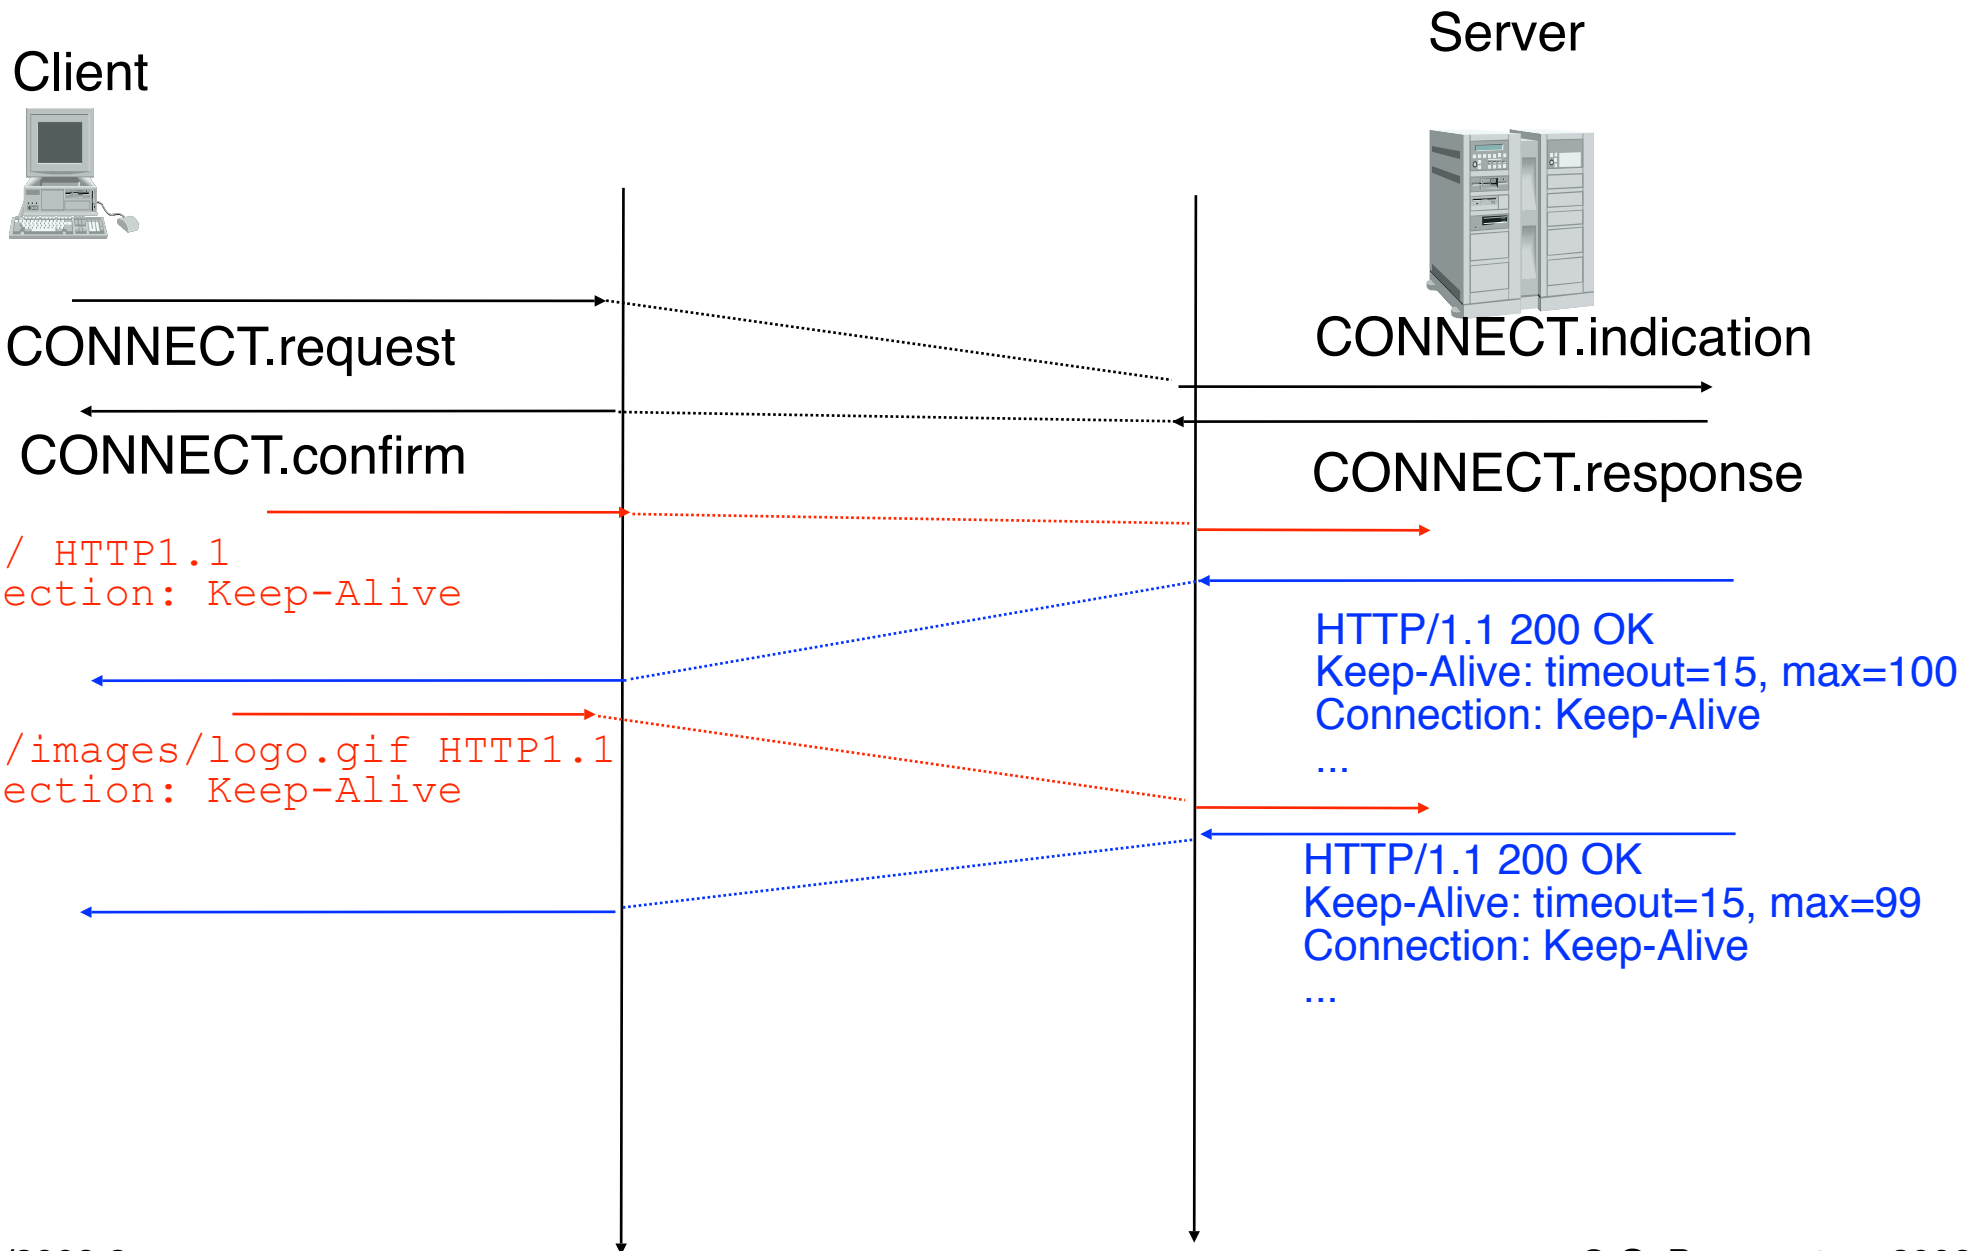 Client
Server
CONNECT.request
CONNECT.indication
CONNECT.confirm
CONNECT.response
/ HTTP1.1
ection: Keep-Alive
HTTP/1.1 200 OK
Keep-Alive: timeout=15, max=100
Connection: Keep-Alive
...
/images/logo.gif HTTP1.1
ection: Keep-Alive
HTTP/1.1 200 OK
Keep-Alive: timeout=15, max=99
Connection: Keep-Alive
...